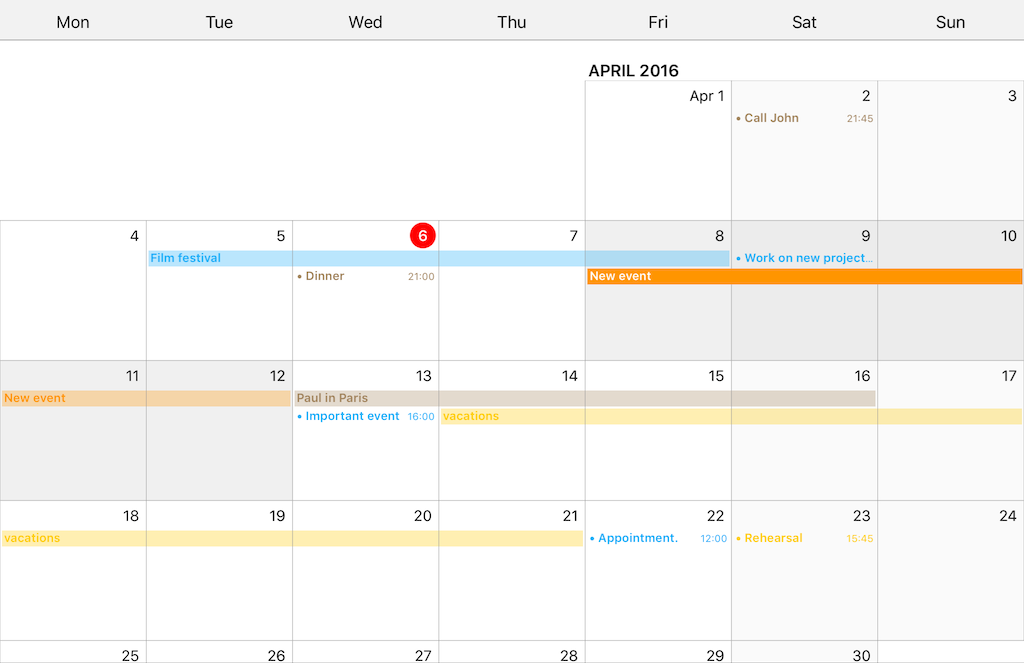 Mon Tue Wed Thu Fri Sat Sun
APRIL 2016
Apr 1 2 3
• Call John 21:45
4 5 6 7 8 9 10
Film festival • Work on new project…
• Dinner 21:00 New event
11 12 13 14 15 16 17
New event Paul in Paris
• Important event 16:00 vacations
18 19 20 21 22 23 24
vacations • Appointment. 12:00 • Rehearsal 15:45
25 26 27 28 29 30